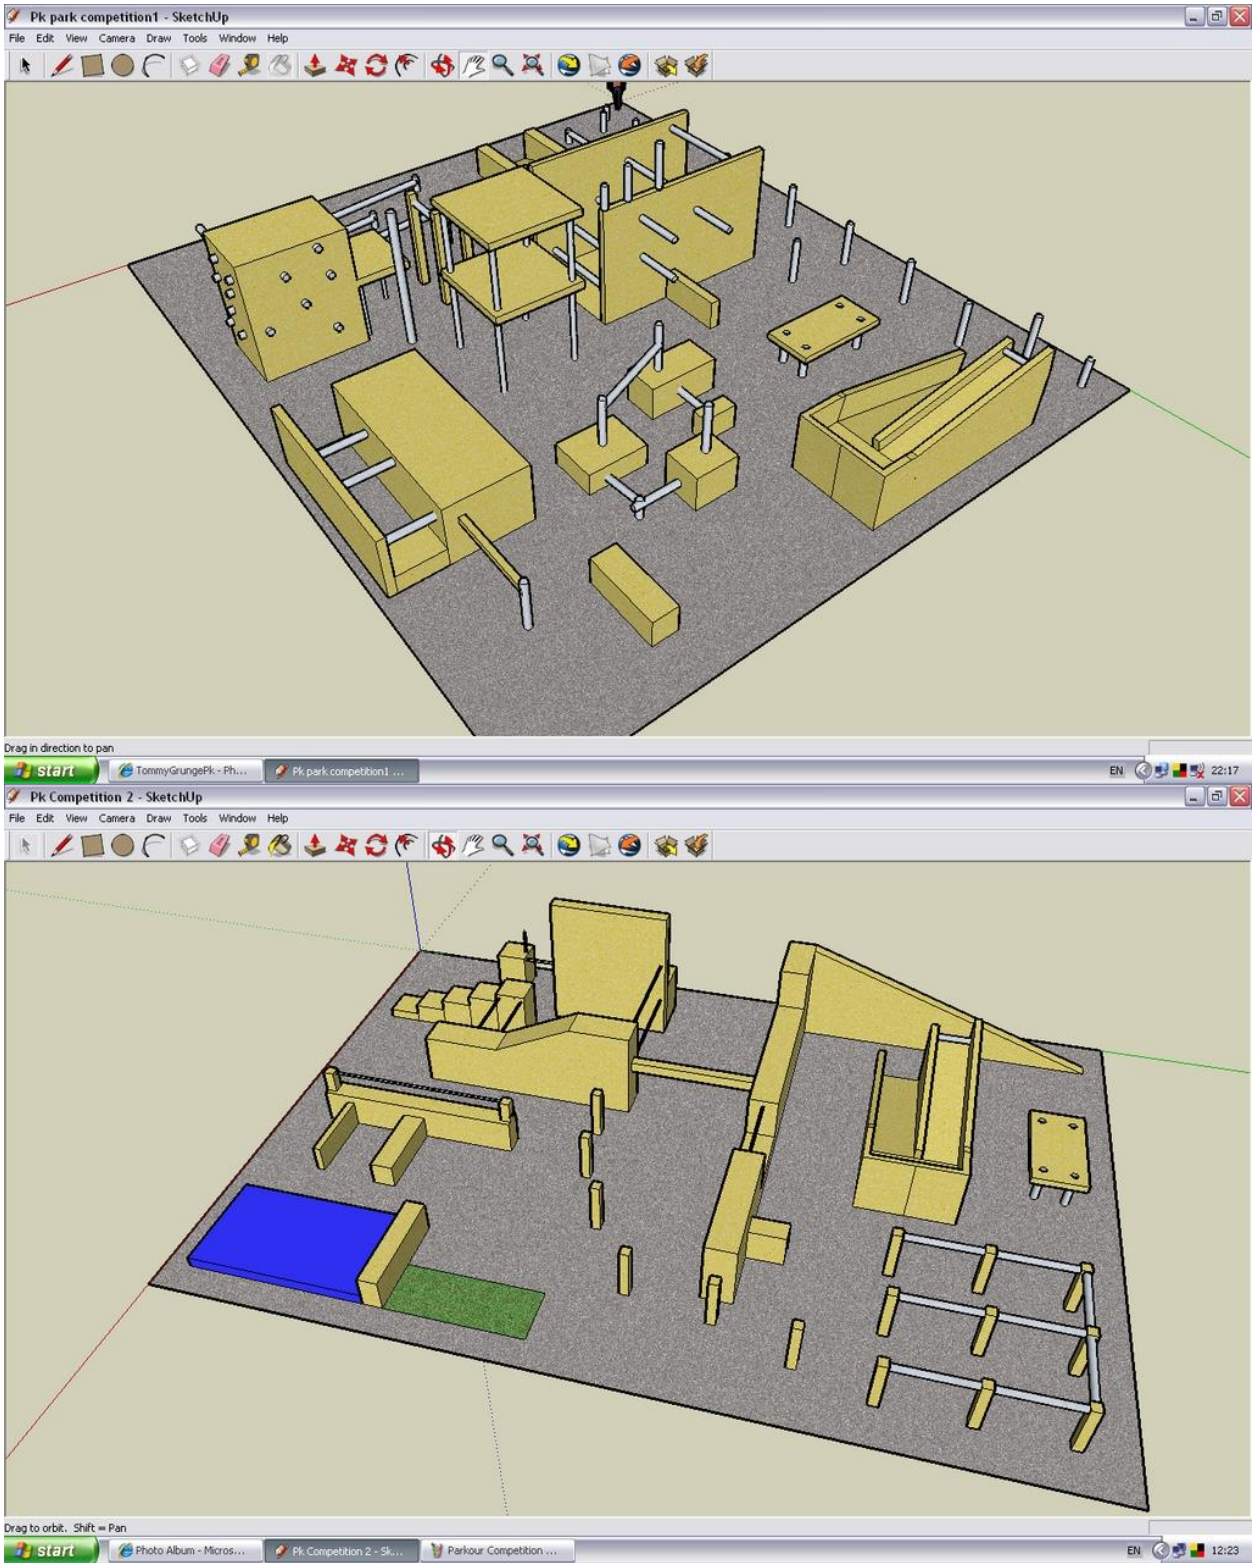 Pk park competition1 - SketchUp
File Edit View Camera Draw Tools Window Help
Drag in direction to pan
start TommyGrungePk - Ph... Pk park competition1 ... EN 22:17
Pk Competition 2 - SketchUp
File Edit View Camera Draw Tools Window Help
Drag to orbit. Shift = Pan
start Photo Album - Micros... Pk Competition 2 - Sk... Parkour Competition ... EN 12:23